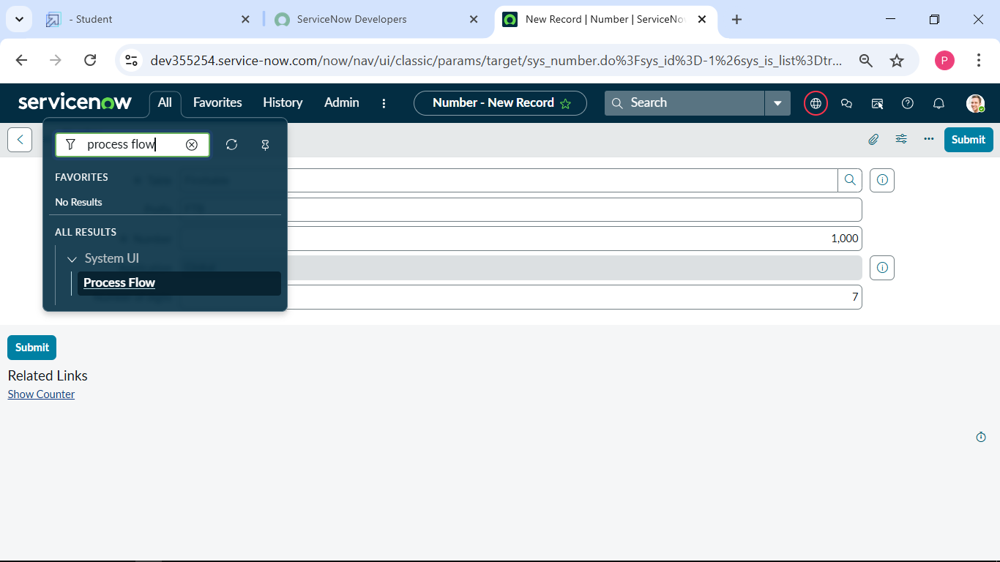 - Student
ServiceNow Developers
New Record | Number | ServiceNow
dev355254.service-now.com/now/nav/ui/classic/params/target/sys_number.do%3Fsys_id%3D-1%26sys_is_list%3Dtr...
P
servicenow
All
Favorites
History
Admin
Number - New Record
Search
process flow
Submit
FAVORITES
No Results
ALL RESULTS
1,000
System UI
Process Flow
7
Submit
Related Links
Show Counter